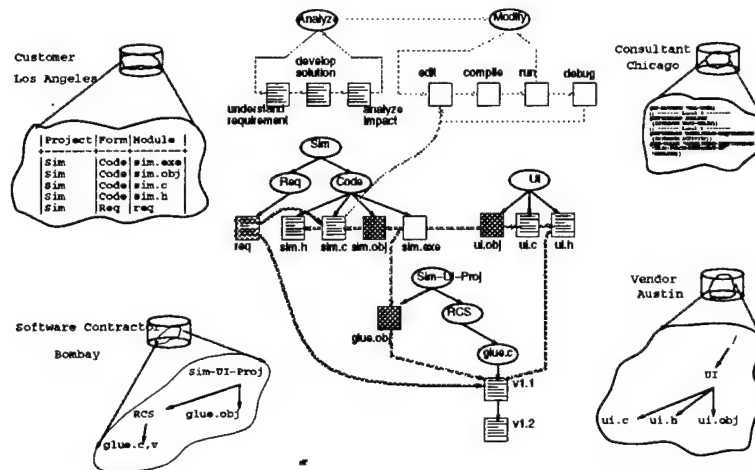 Customer
Los Angeles
|Project|Form|Module |
|Sim |Code|sim.exe
|Sim |Code|sim.obj
|Sim |Code|sim.c
|Sim |Code|sim.h
|Sim |Req |req
Analyze
Modify
develop
solution
understand
requirement
analyze
impact
edit
compile
run
debug
Consultant
Chicago
Sim
Req
Code
UI
req
sim.h
sim.c
sim.obj
sim.exe
ui.obj
ui.c
ui.h
Sim-UI-Proj
RCS
glue.obj
glue.c
v1.1
v1.2
Software Contractor
Bombay
Sim-UI-Proj
RCS
glue.obj
glue.c,v
Vendor
Austin
/
UI
ui.c
ui.h
ui.obj